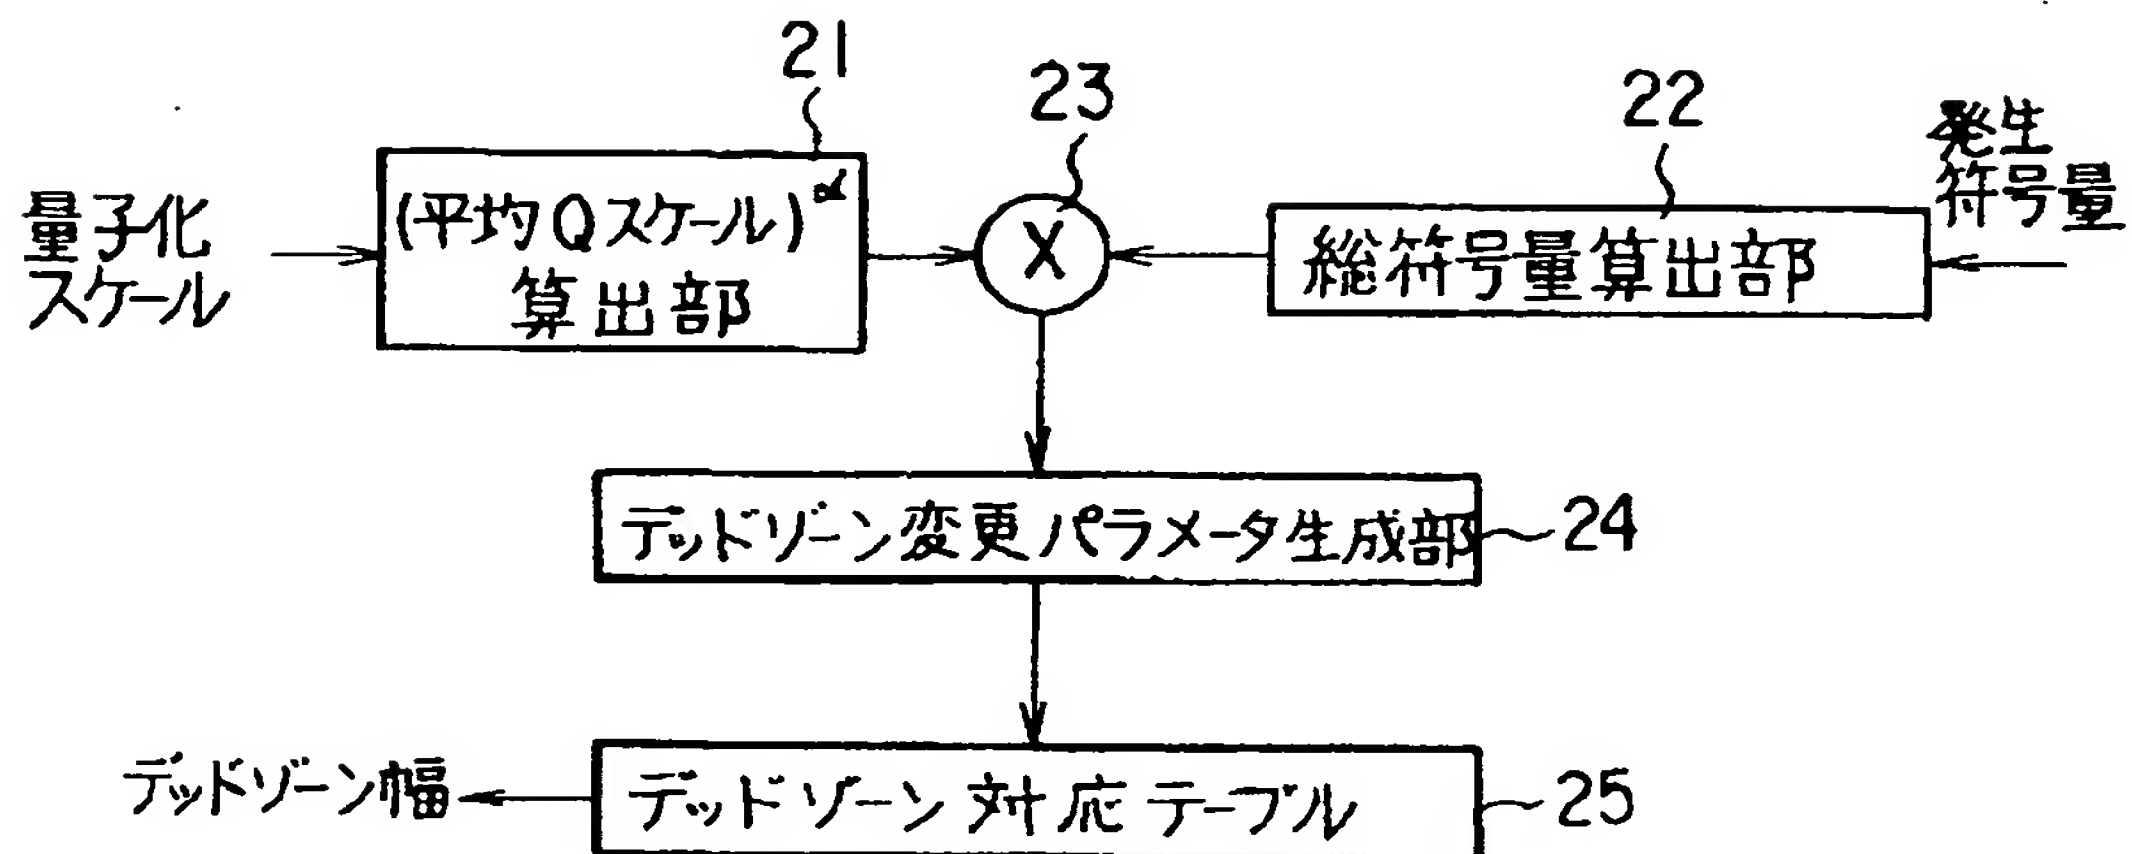 21
23
22
発生
符号量
量子化
スケール
(平均Qスケール)α
算出部
X
総符号量算出部
デッドゾーン変更パラメータ生成部
24
デッドゾーン幅
デッドゾーン対応テーブル
25